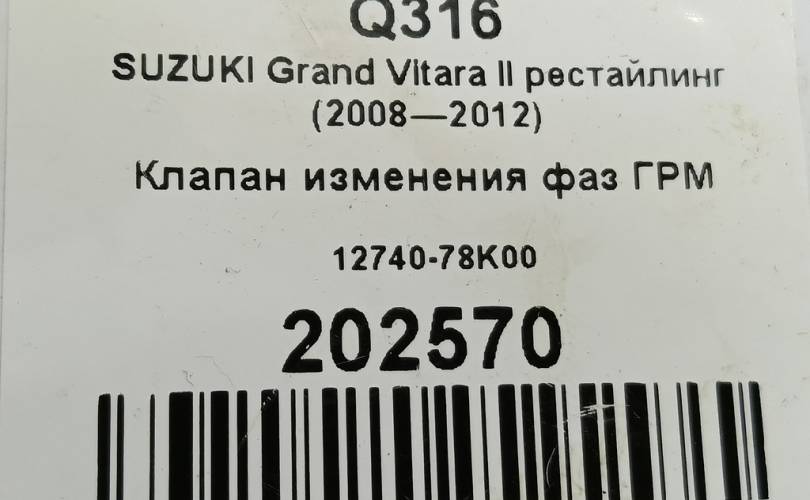 Q316
SUZUKI Grand Vitara II рестайлинг
(2008—2012)
Клапан изменения фаз ГРМ
12740-78K00
202570